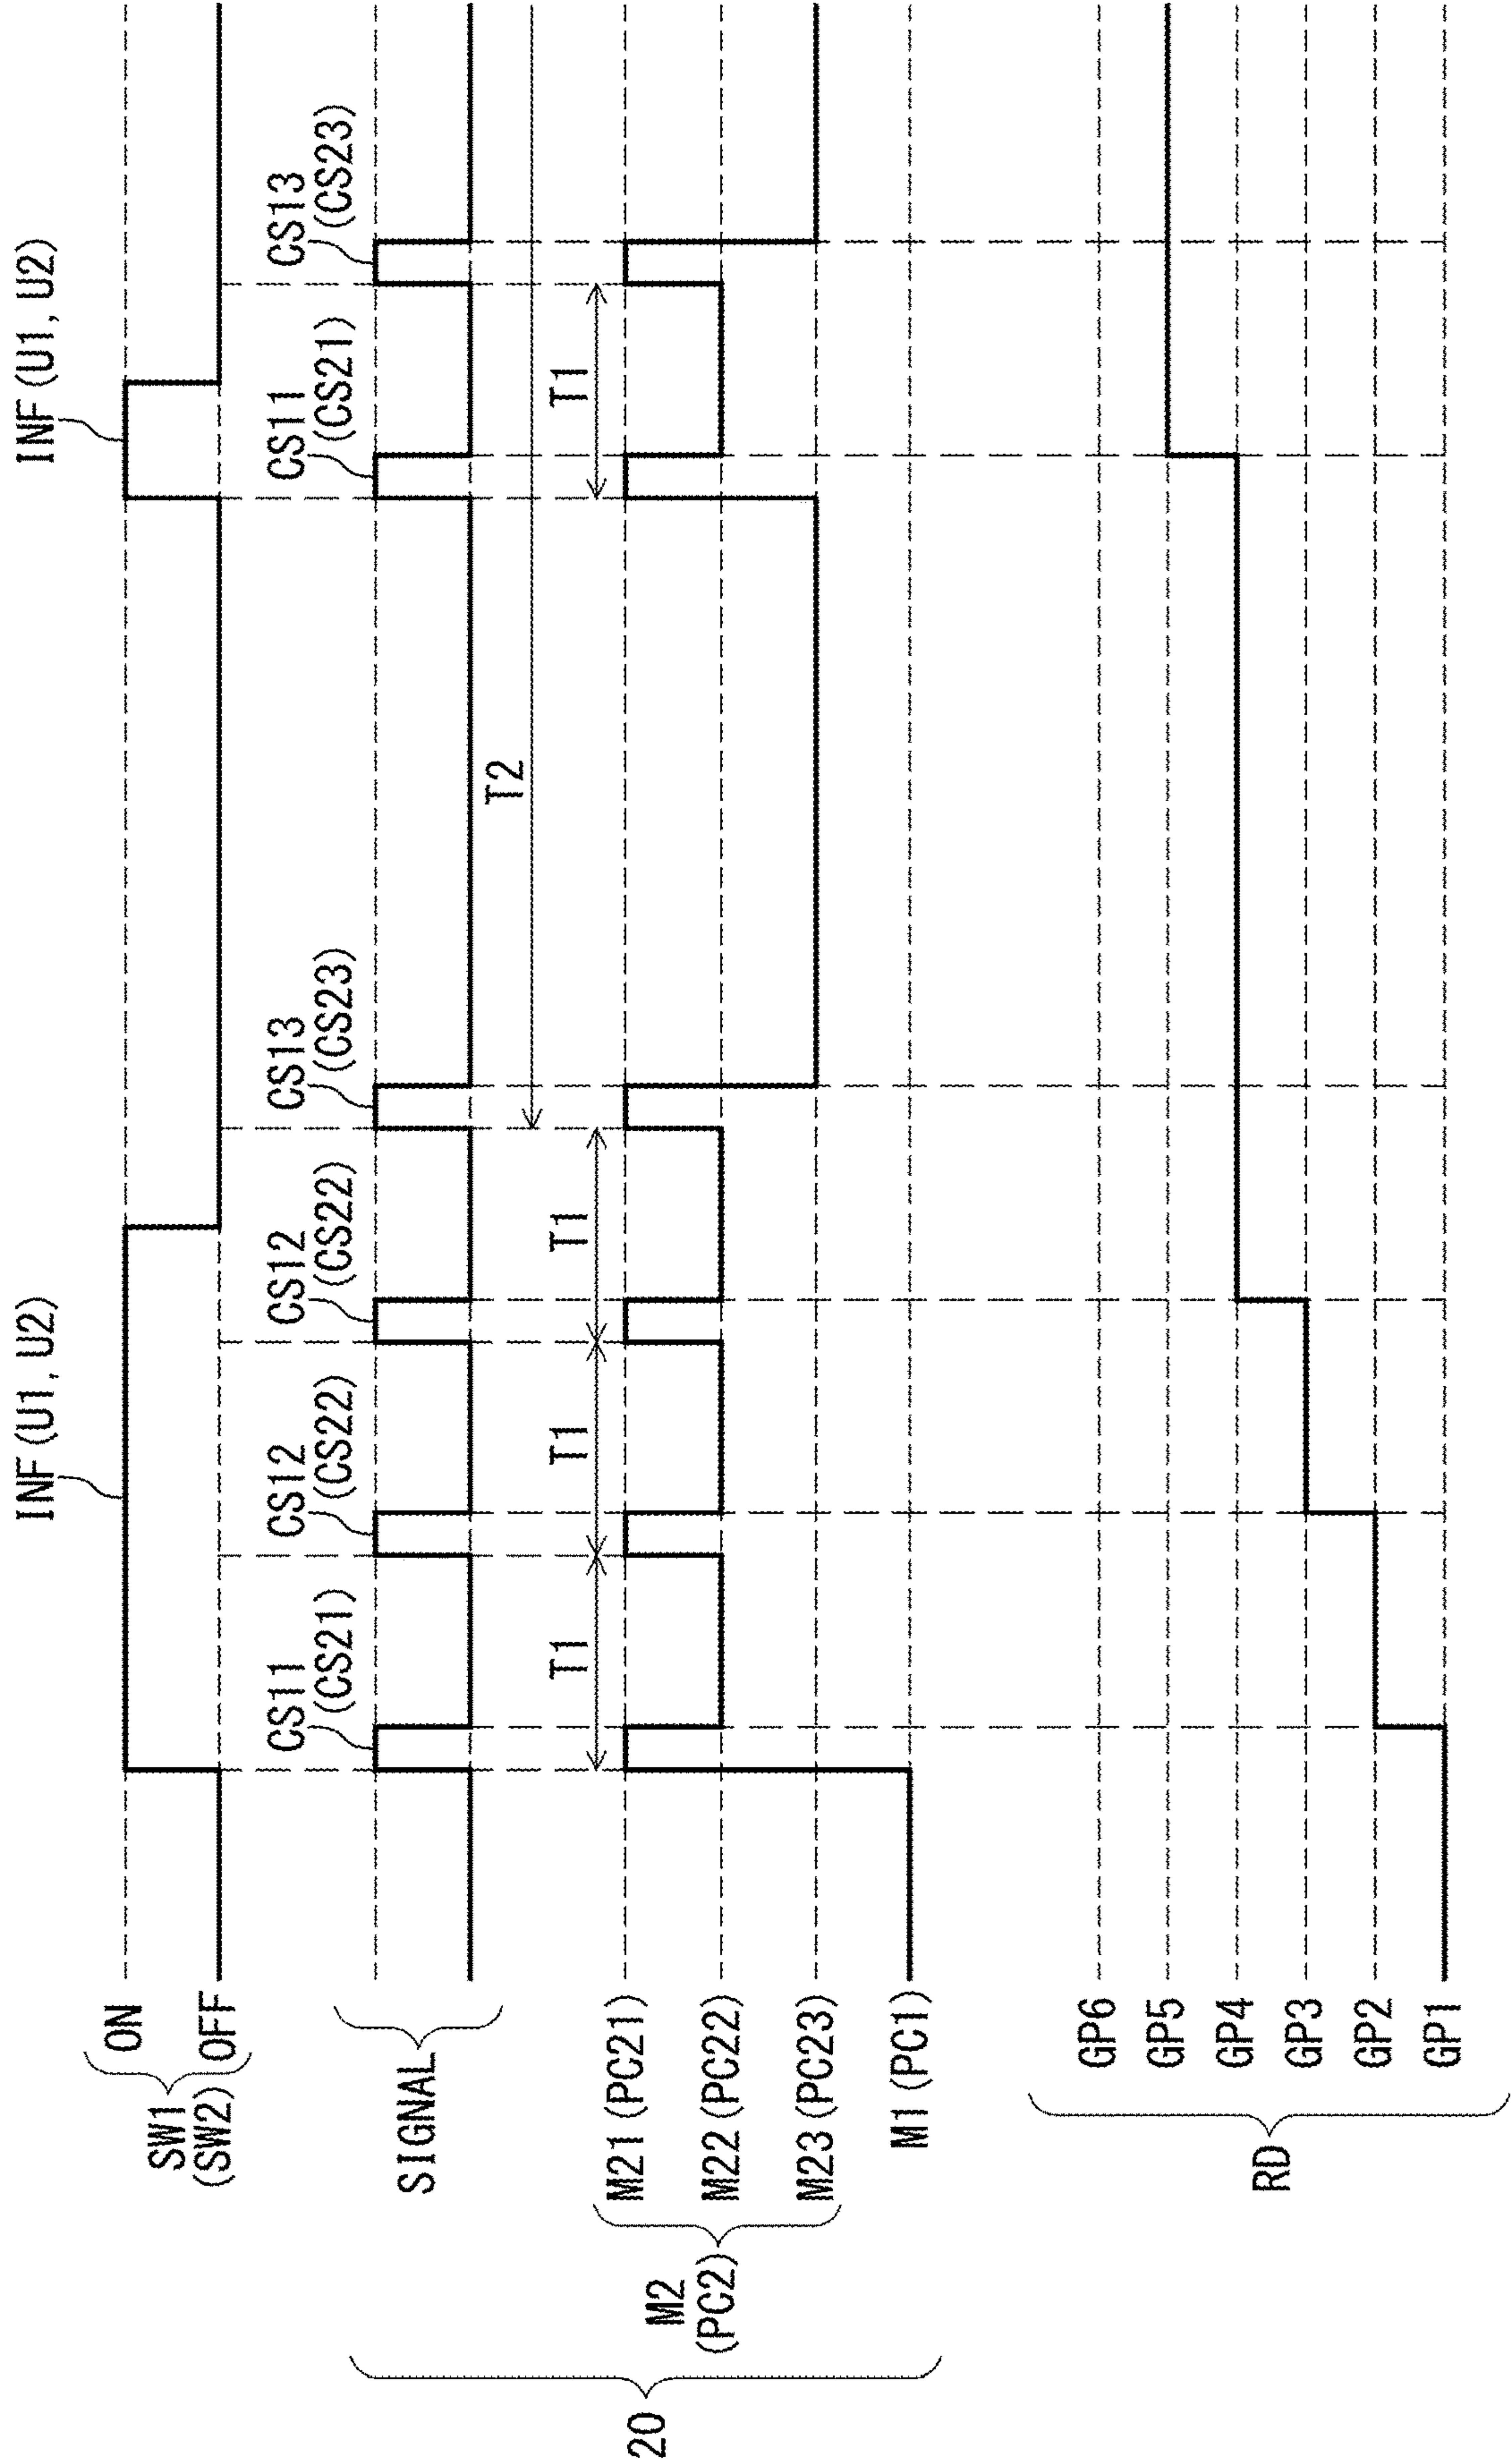 INF (U1, U2)
INF (U1, U2)
ON
OFF
SW1
(SW2)
CS11
(CS21)
CS12
(CS22)
CS12
(CS22)
CS13
(CS23)
CS11
(CS21)
CS13
(CS23)
SIGNAL
T2
T1
T1
T1
T1
M21 (PC21)
M22 (PC22)
M23 (PC23)
M1 (PC1)
M2
(PC2)
20
GP6
GP5
GP4
GP3
GP2
GP1
RD